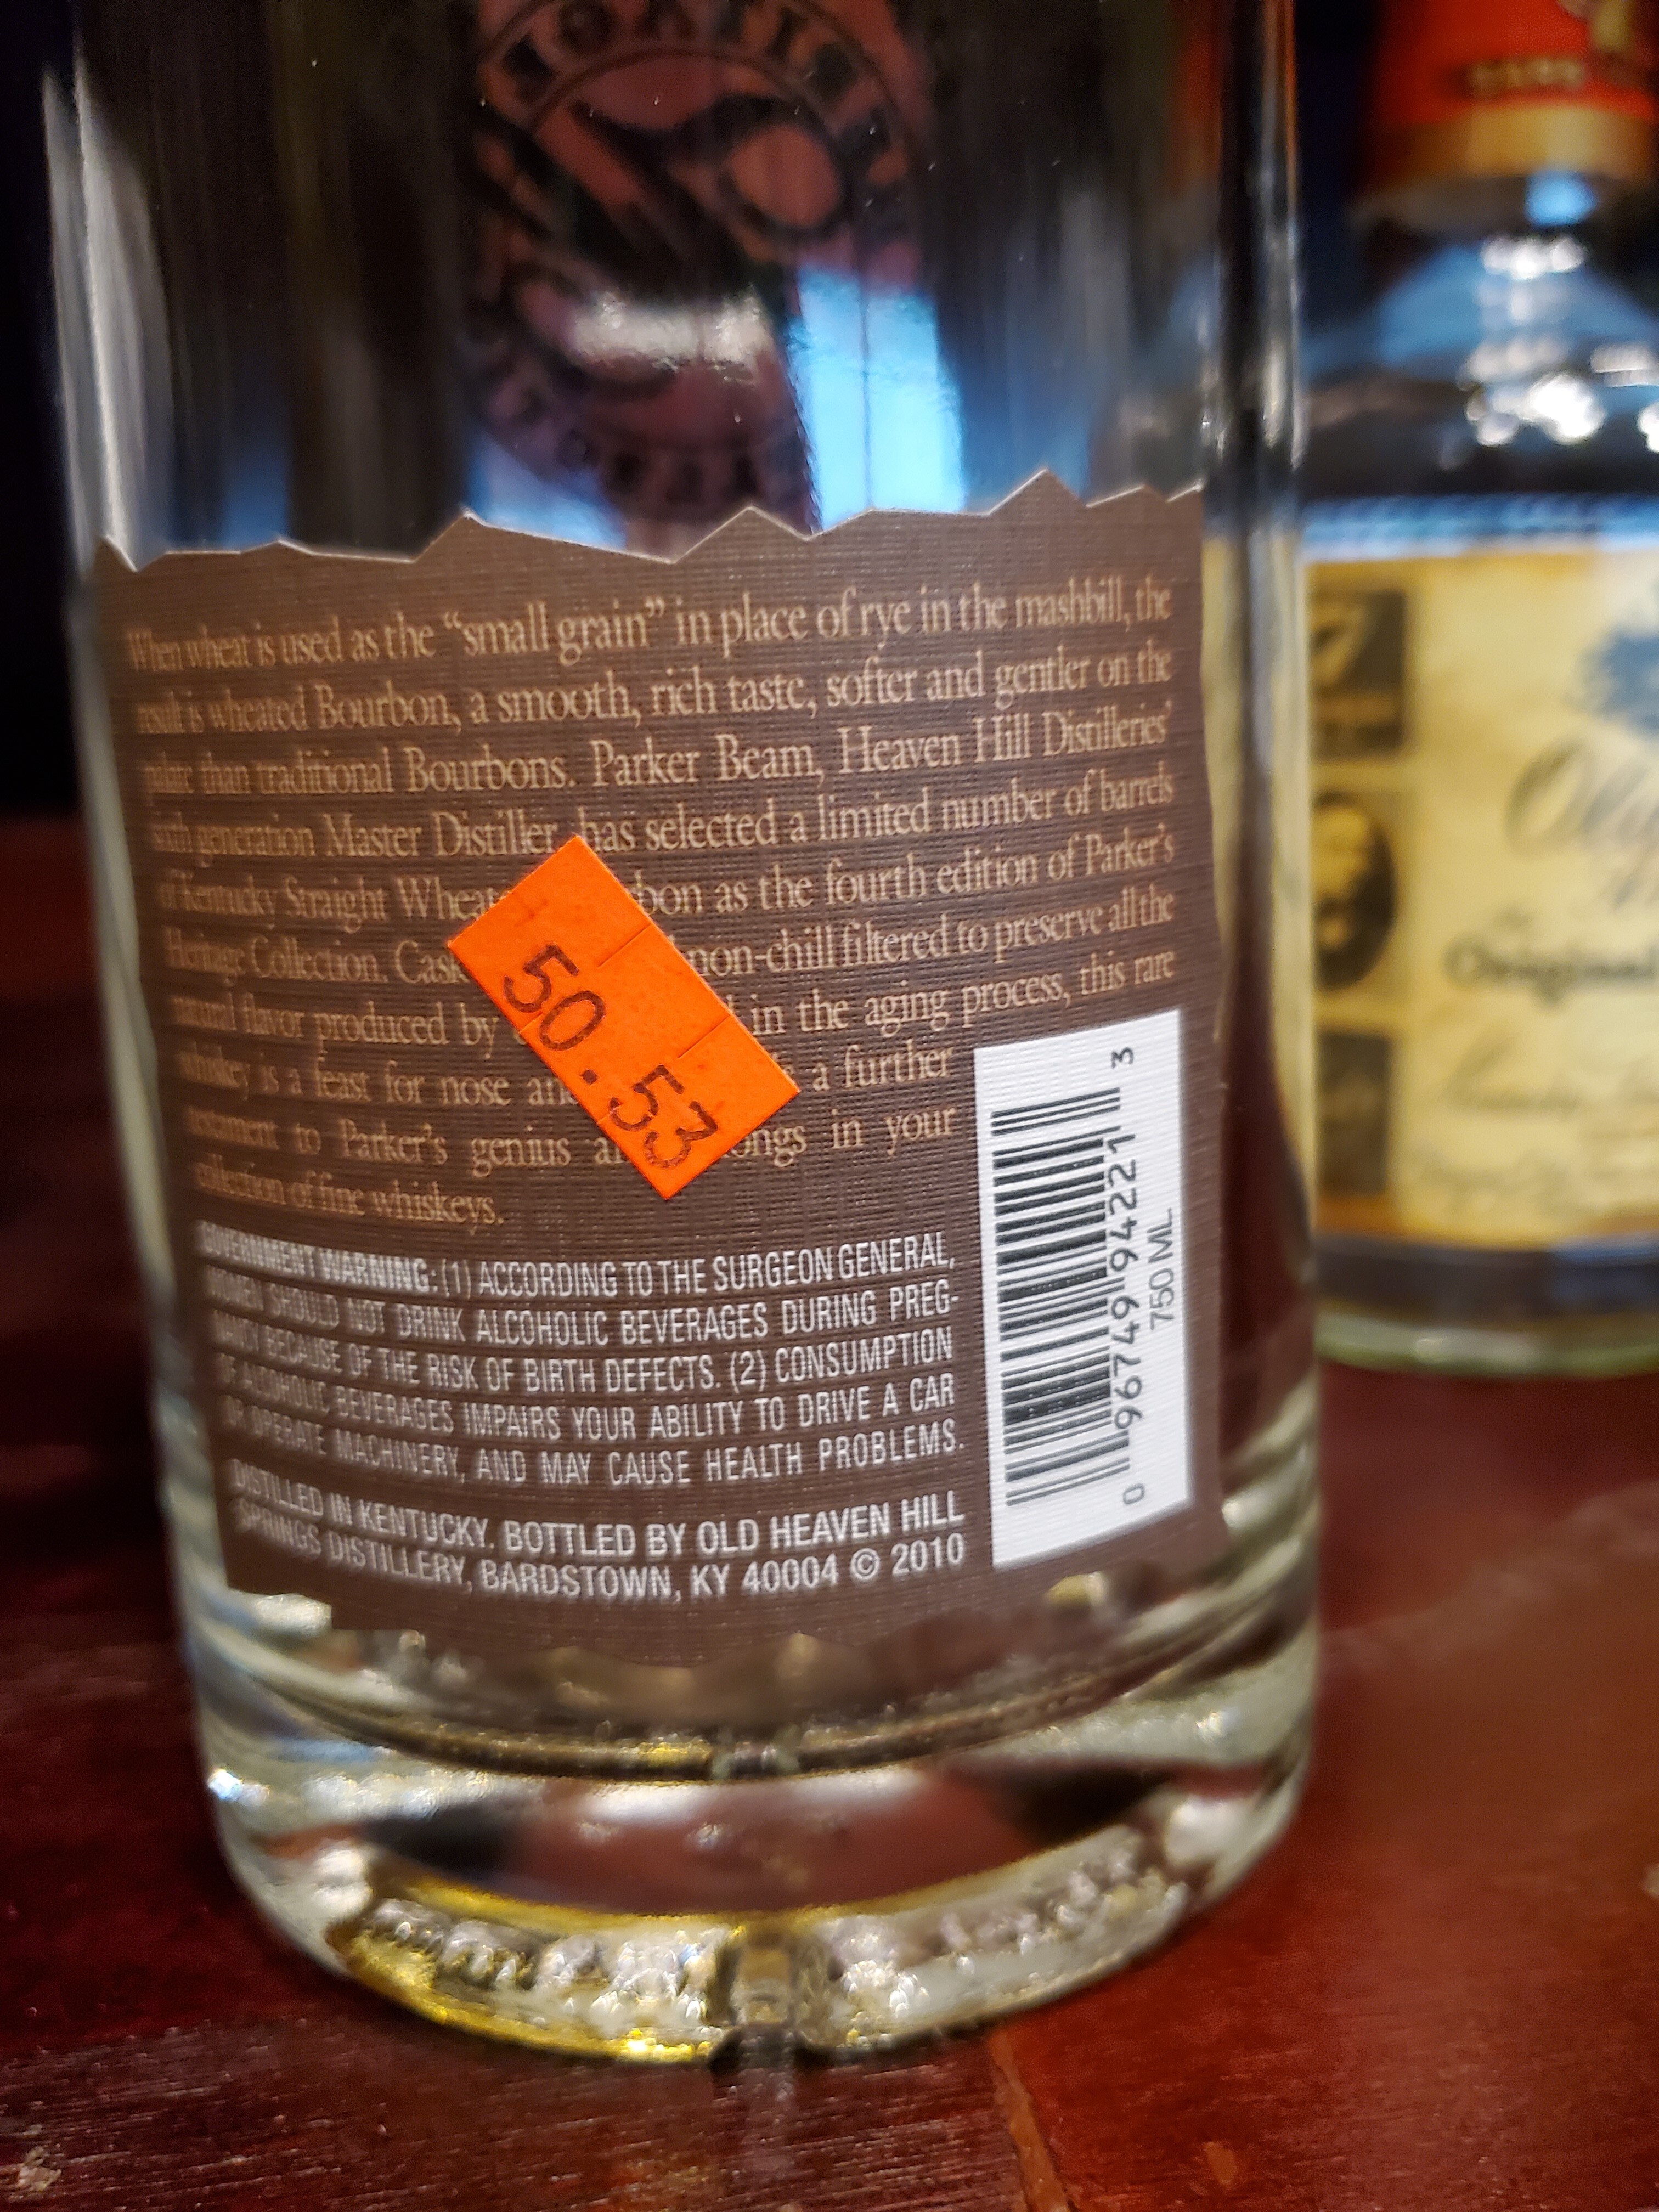 When wheat is used as the “small grain” in place of rye in the mashbill, the
result is wheated Bourbon, a smooth, rich taste, softer and gentler on the
palate than traditional Bourbons. Parker Beam, Heaven Hill Distilleries’
sixth generation Master Distiller, has selected a limited number of barrels
of Kentucky Straight Wheat bon as the fourth edition of Parker’s
Heritage Collection. Cask non-chill filtered to preserve all the
natural flavor produced by in the aging process, this rare
whiskey is a feast for nose a further
testament to Parker’s genius ongs in your
collection of fine whiskeys.
50.53
GOVERNMENT WARNING: (1) ACCORDING TO THE SURGEON GENERAL,
WOMEN SHOULD NOT DRINK ALCOHOLIC BEVERAGES DURING PREG-
NANCY BECAUSE OF THE RISK OF BIRTH DEFECTS. (2) CONSUMPTION
OF ALCOHOLIC BEVERAGES IMPAIRS YOUR ABILITY TO DRIVE A CAR
OR OPERATE MACHINERY, AND MAY CAUSE HEALTH PROBLEMS.
DISTILLED IN KENTUCKY. BOTTLED BY OLD HEAVEN HILL
SPRINGS DISTILLERY, BARDSTOWN, KY 40004 © 2010
0 96749 94221 3
750 ML
Original